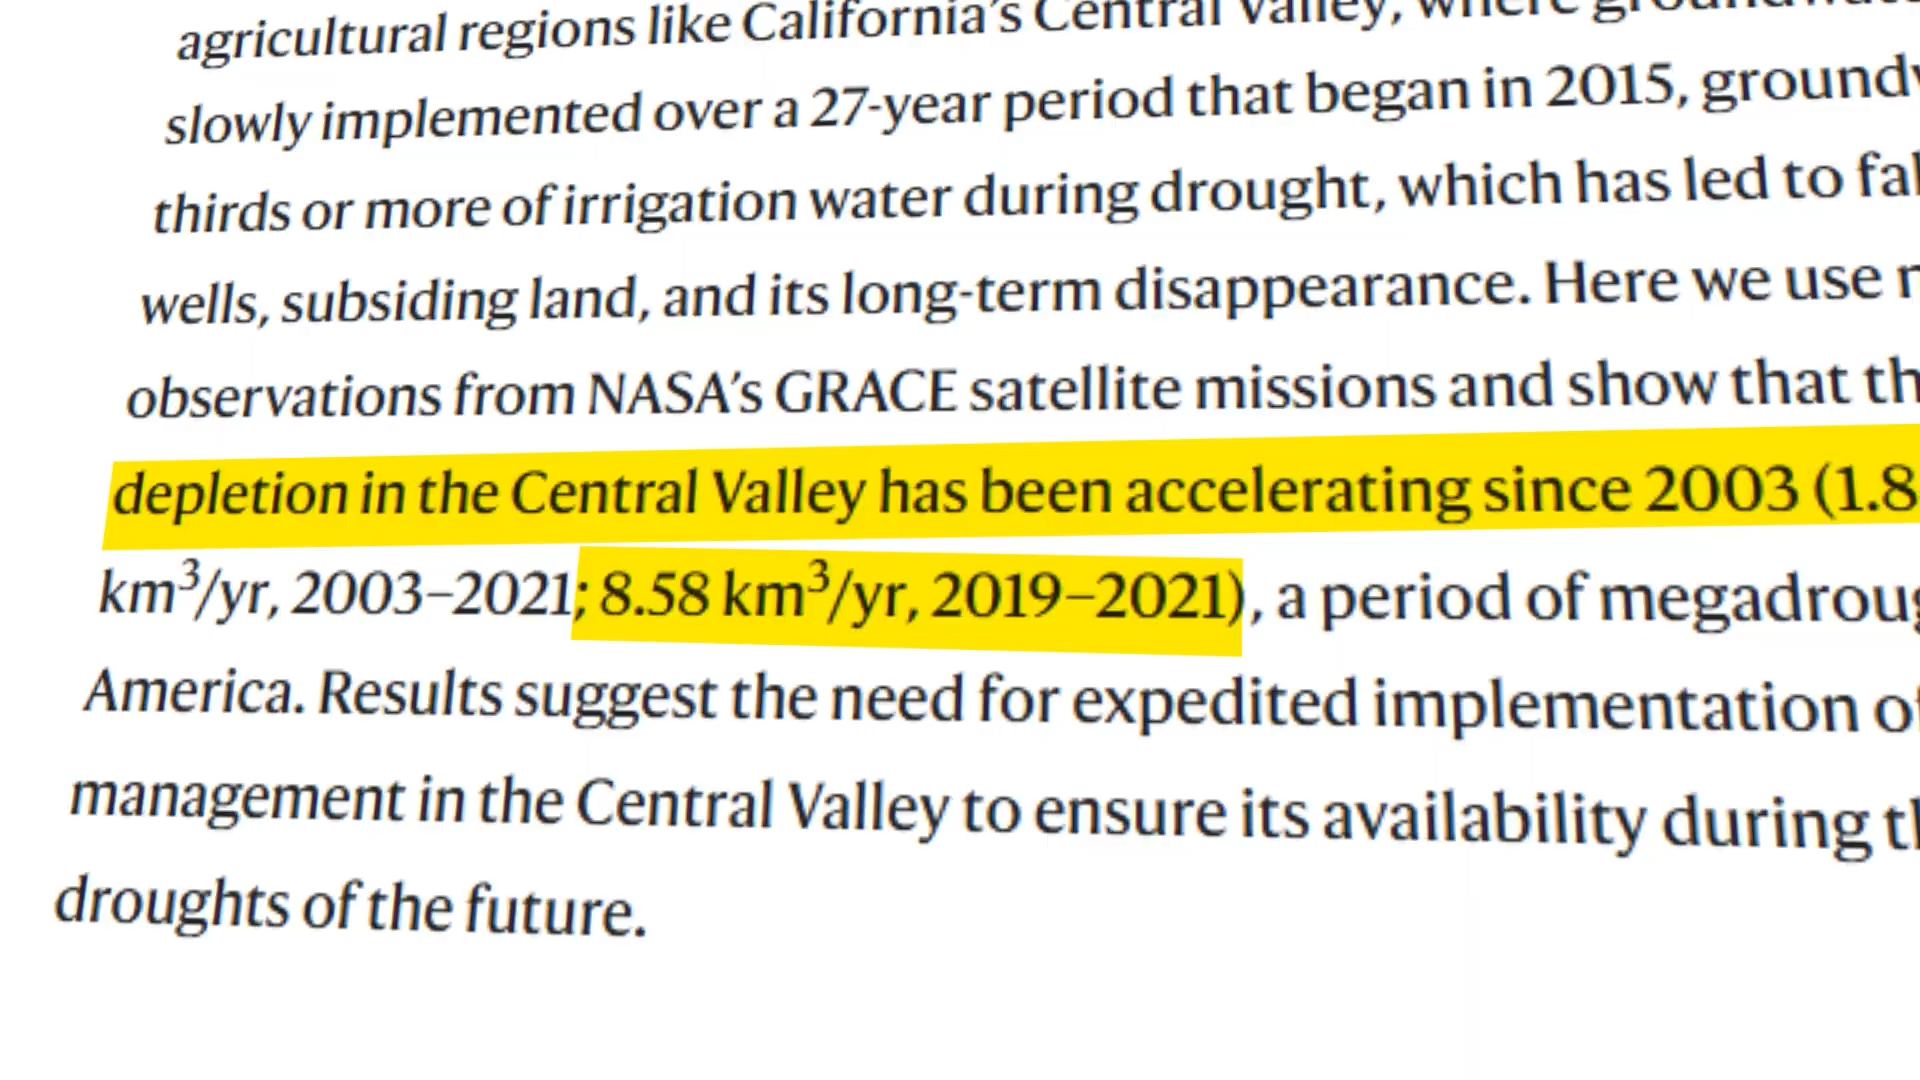 agricultural regions like California's Central Valley, where
slowly implemented over a 27-year period that began in 2015,
thirds or more of irrigation water during drought, which has led to
wells, subsiding land, and its long-term disappearance. Here we use
observations from NASA's GRACE satellite missions and show that
depletion in the Central Valley has been accelerating since 2003 (1.8
km³/yr, 2003–2021; 8.58 km³/yr, 2019–2021), a period of
America. Results suggest the need for expedited implementation
management in the Central Valley to ensure its availability during
droughts of the future.